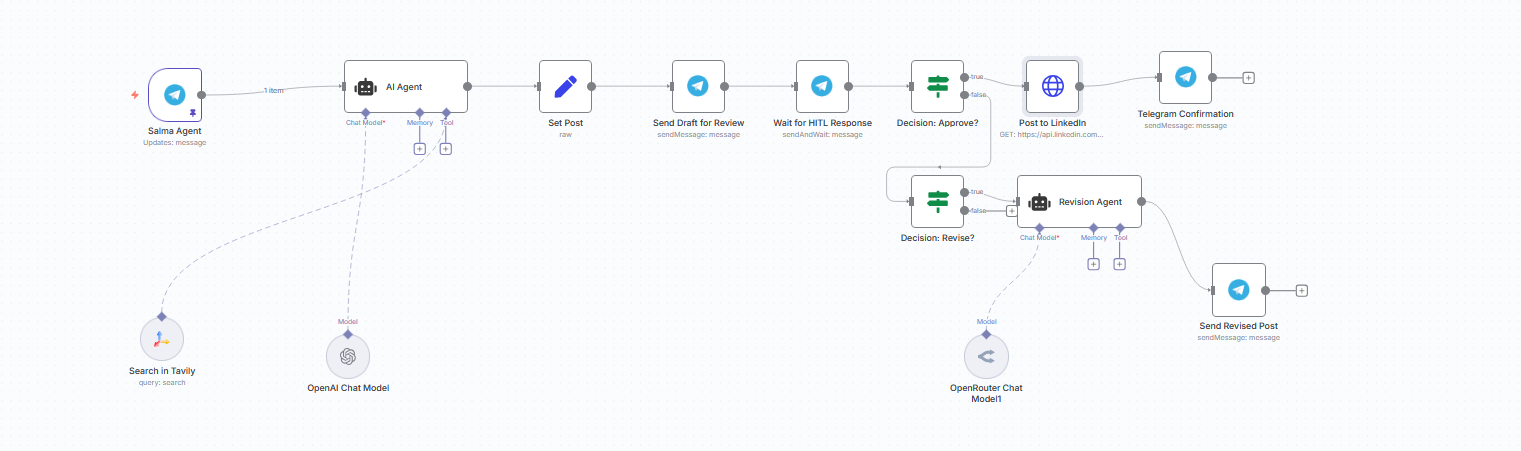 1 item
Salma Agent
Updates: message
AI Agent
Chat Model*
Memory
Tool
Set Post
raw
Send Draft for Review
sendMessage: message
Wait for HITL Response
sendAndWait: message
true
false
Decision: Approve?
Post to LinkedIn
GET: https://api.linkedin.com...
Telegram Confirmation
sendMessage: message
true
false
Decision: Revise?
Revision Agent
Chat Model*
Memory
Tool
Send Revised Post
sendMessage: message
Search in Tavily
query: search
Model
OpenAI Chat Model
Model
OpenRouter Chat
Model1